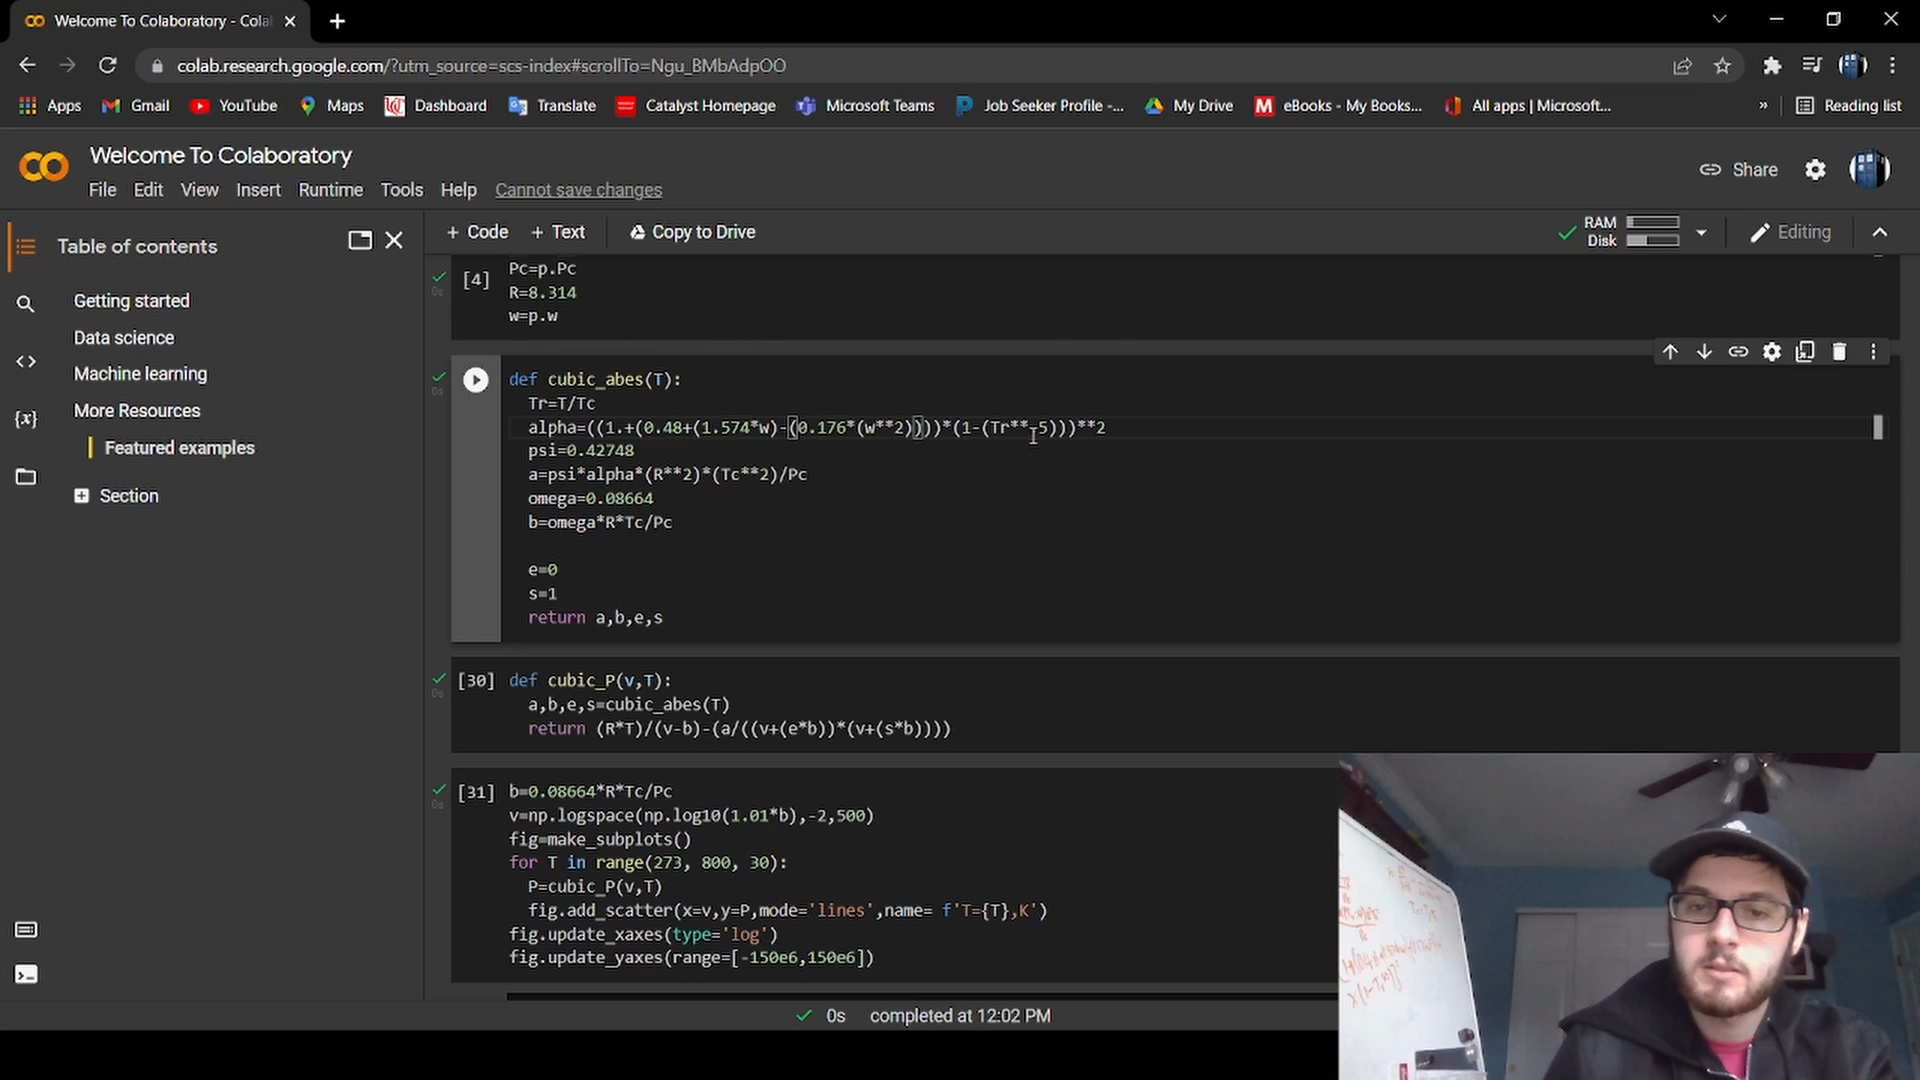 Welcome To Colaboratory - Cola
colab.research.google.com/?utm_source=scs-index#scrollTo=Ngu_BMbAdpOO
Apps Gmail YouTube Maps Dashboard Translate Catalyst Homepage Microsoft Teams Job Seeker Profile -... My Drive eBooks - My Books... All apps | Microsoft... » Reading list
Welcome To Colaboratory
File Edit View Insert Runtime Tools Help Cannot save changes
Share
Table of contents
Getting started
Data science
Machine learning
More Resources
Featured examples
Section
+ Code + Text Copy to Drive
RAM
Disk
Editing
[4] Pc=p.Pc
R=8.314
w=p.w
def cubic_abes(T):
Tr=T/Tc
alpha=((1.+(0.48+(1.574*w)-(0.176*(w**2))))*(1-(Tr**.5)))**2
psi=0.42748
a=psi*alpha*(R**2)*(Tc**2)/Pc
omega=0.08664
b=omega*R*Tc/Pc
e=0
s=1
return a,b,e,s
[30] def cubic_P(v,T):
a,b,e,s=cubic_abes(T)
return (R*T)/(v-b)-(a/((v+(e*b))*(v+(s*b))))
[31] b=0.08664*R*Tc/Pc
v=np.logspace(np.log10(1.01*b),-2,500)
fig=make_subplots()
for T in range(273, 800, 30):
P=cubic_P(v,T)
fig.add_scatter(x=v,y=P,mode='lines',name= f'T={T},K')
fig.update_xaxes(type='log')
fig.update_yaxes(range=[-150e6,150e6])
0s completed at 12:02 PM